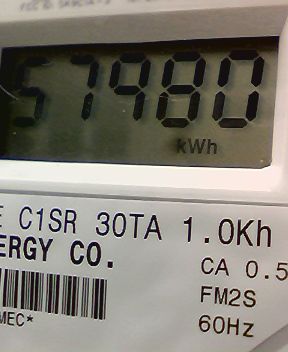 57980
kWh
E C1SR 30TA 1.0Kh
ERGY CO.
CA 0.5
FM2S
MEC*
60Hz